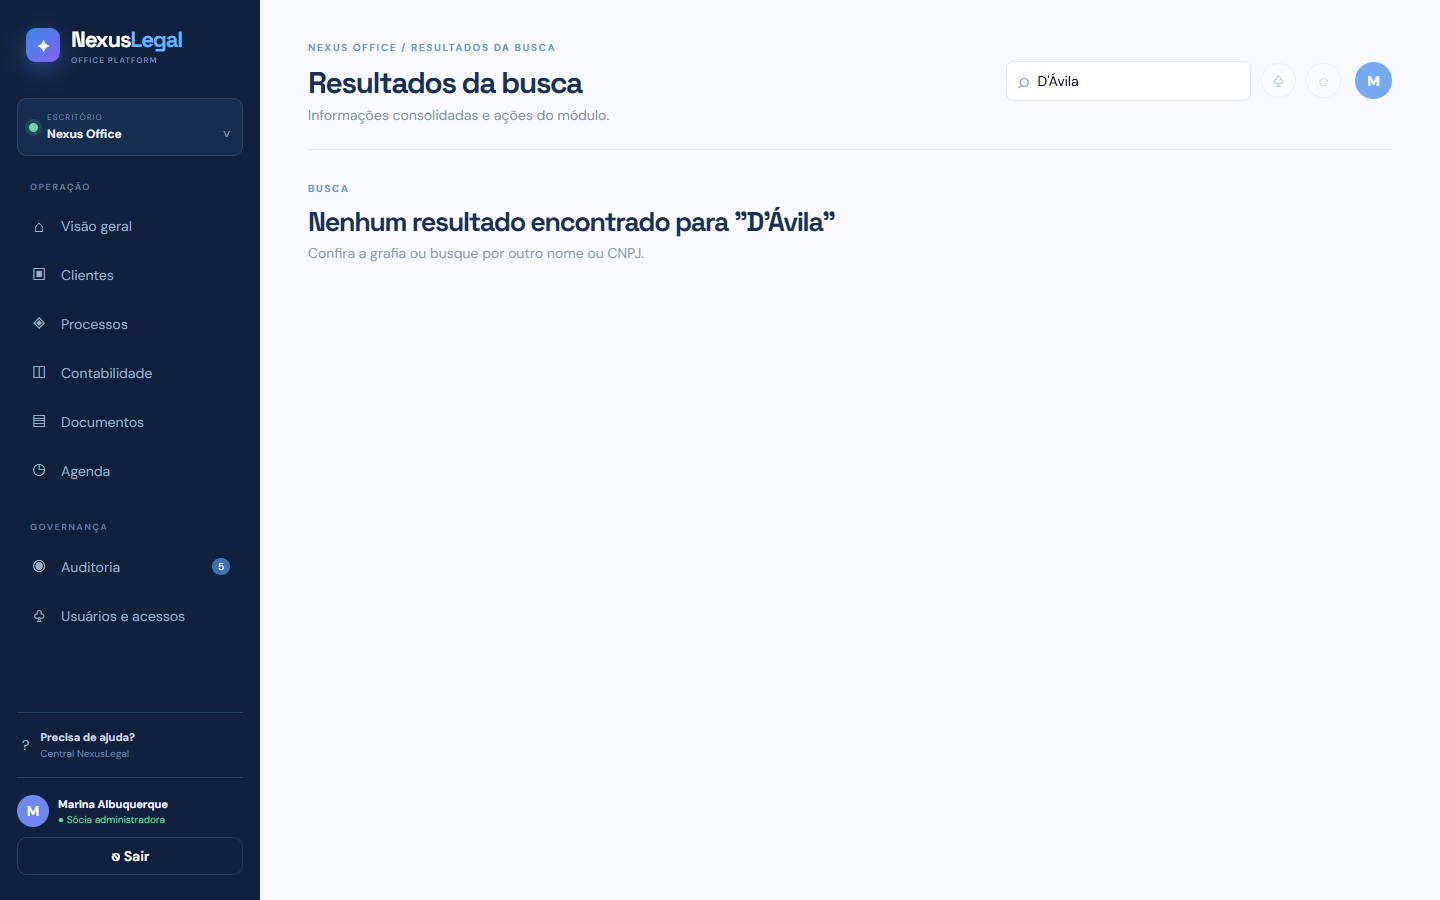 NexusLegal
OFFICE PLATFORM
ESCRITÓRIO
Nexus Office
OPERAÇÃO
Visão geral
Clientes
Processos
Contabilidade
Documentos
Agenda
GOVERNANÇA
Auditoria 5
Usuários e acessos
? Precisa de ajuda?
Central NexusLegal
M Marina Albuquerque
● Sócia administradora
Sair
NEXUS OFFICE / RESULTADOS DA BUSCA
Resultados da busca
Informações consolidadas e ações do módulo.
D'Ávila
M
BUSCA
Nenhum resultado encontrado para ”D’Ávila”
Confira a grafia ou busque por outro nome ou CNPJ.